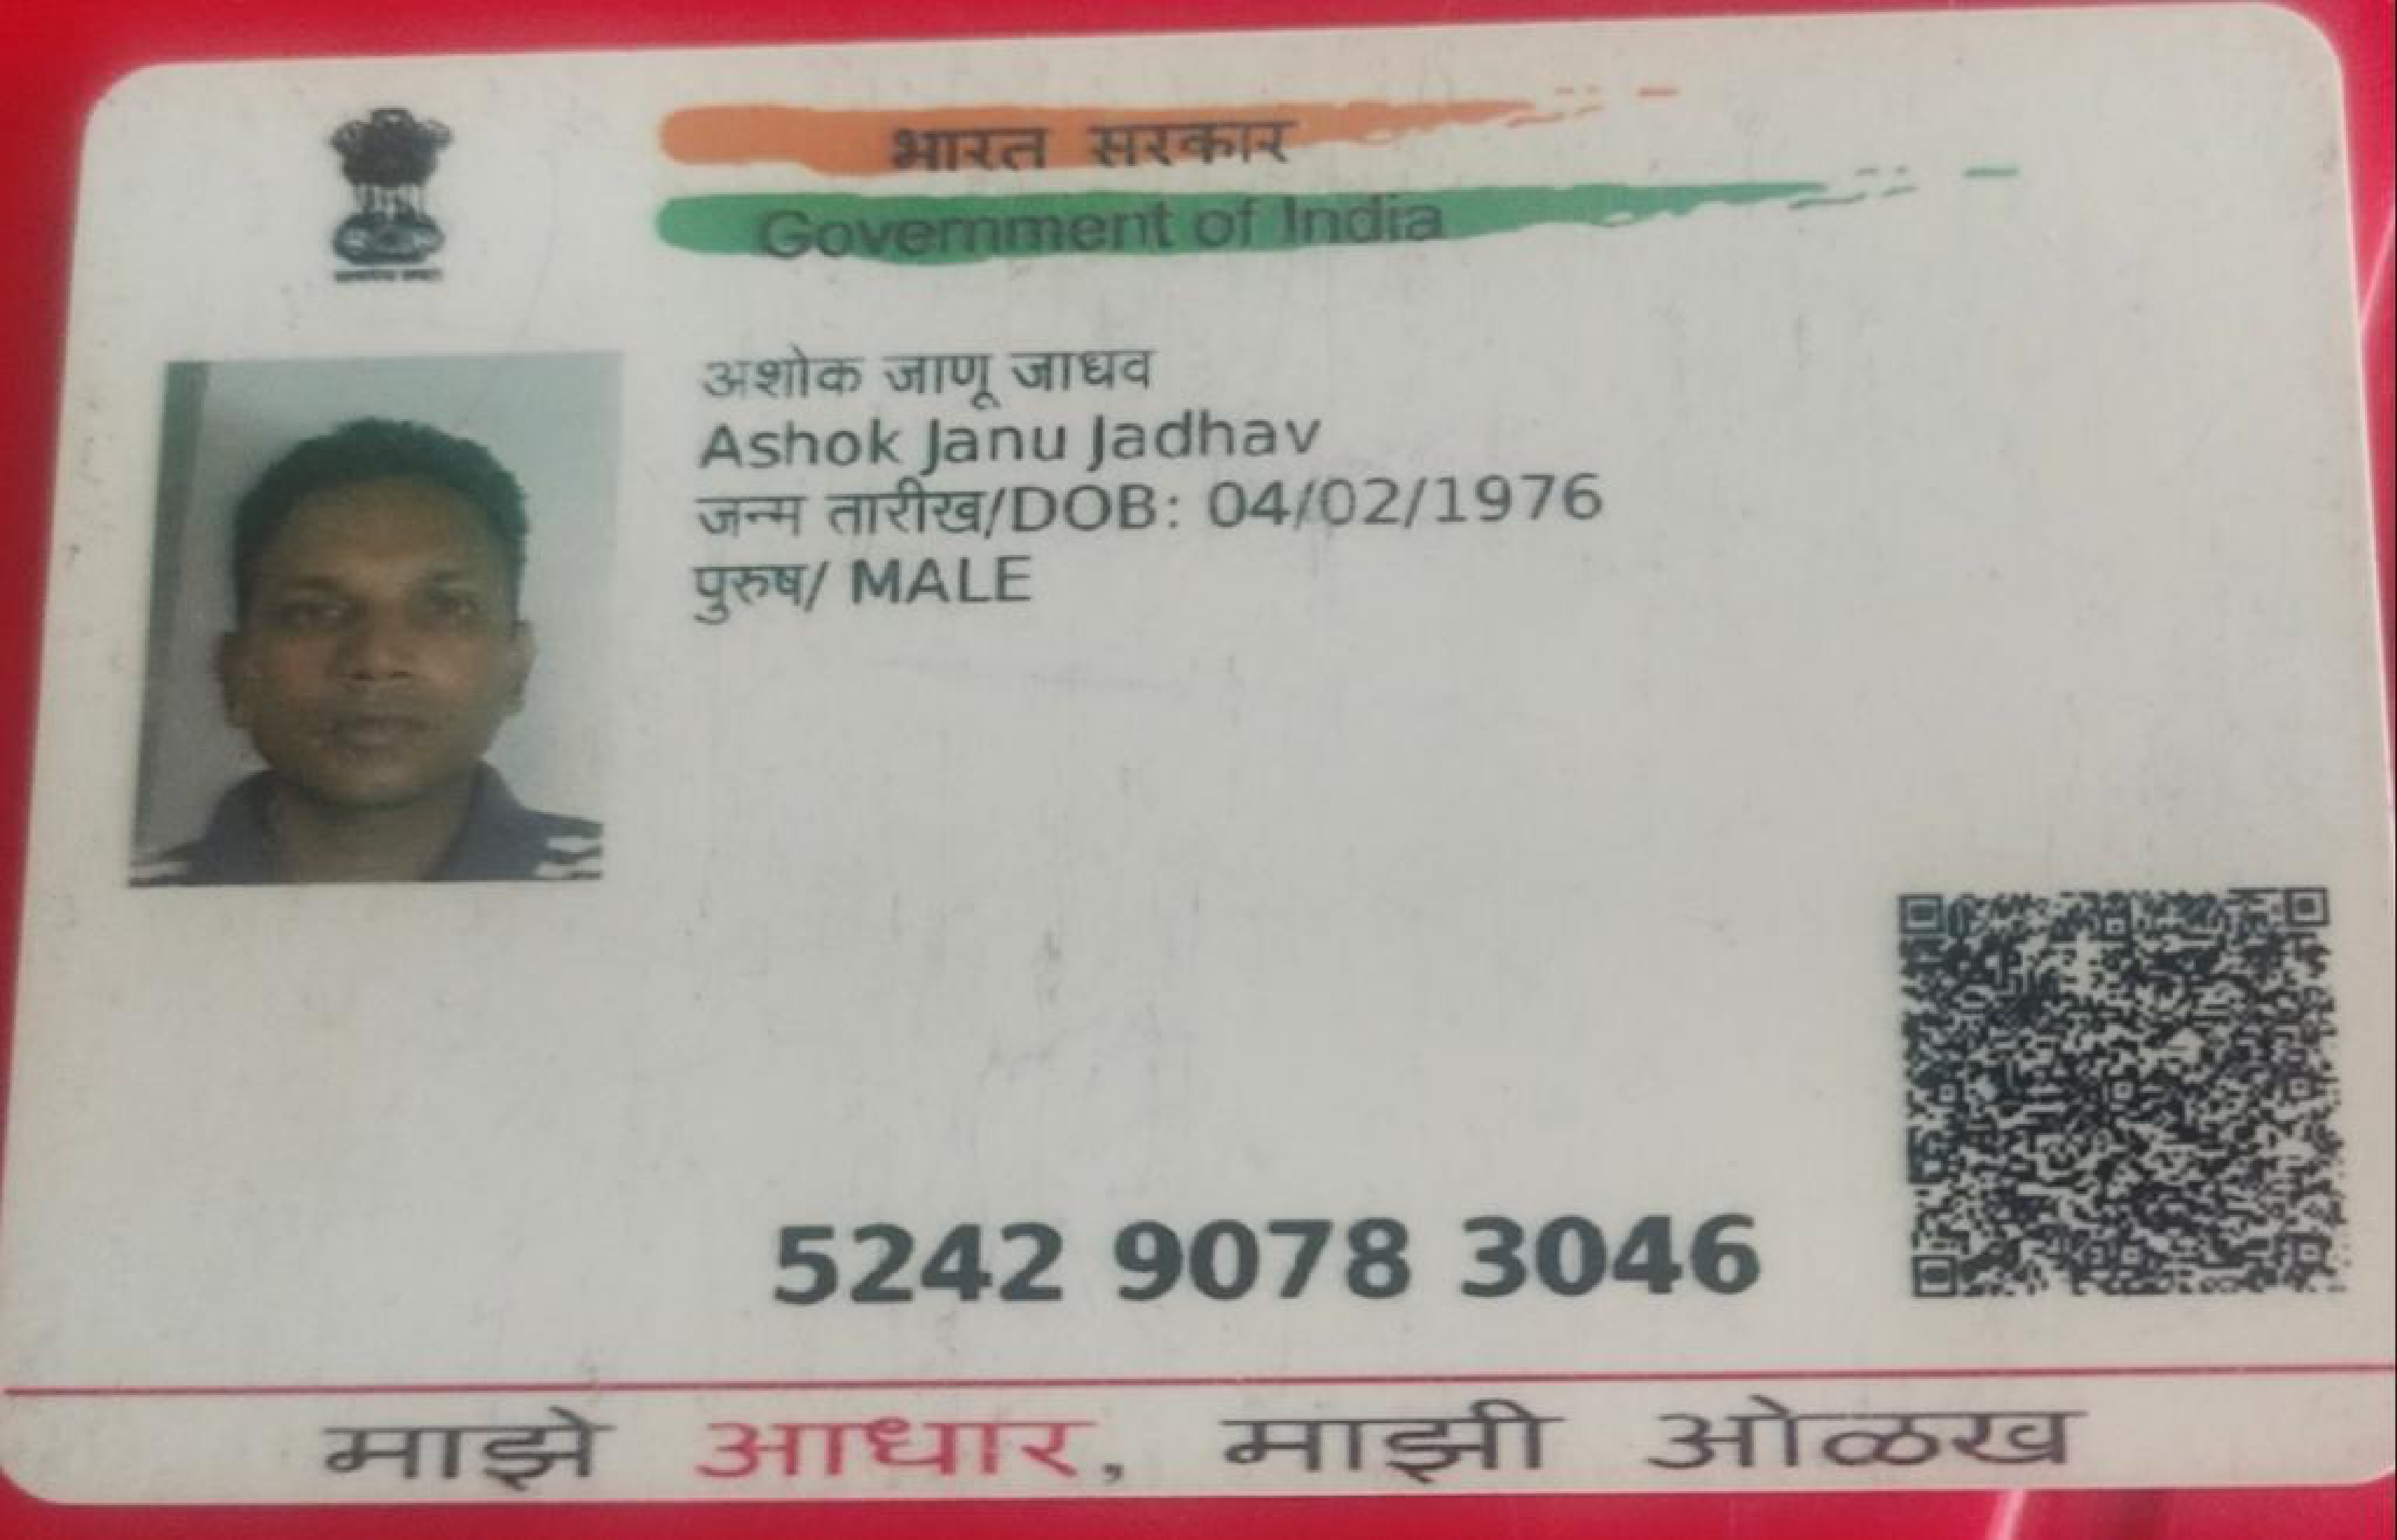 भारत सरकार
Government of India
अशोक जाणू जाधव
Ashok Janu Jadhav
जन्म तारीख/DOB: 04/02/1976
पुरुष/ MALE
5242 9078 3046
माझे आधार, माझी ओळख